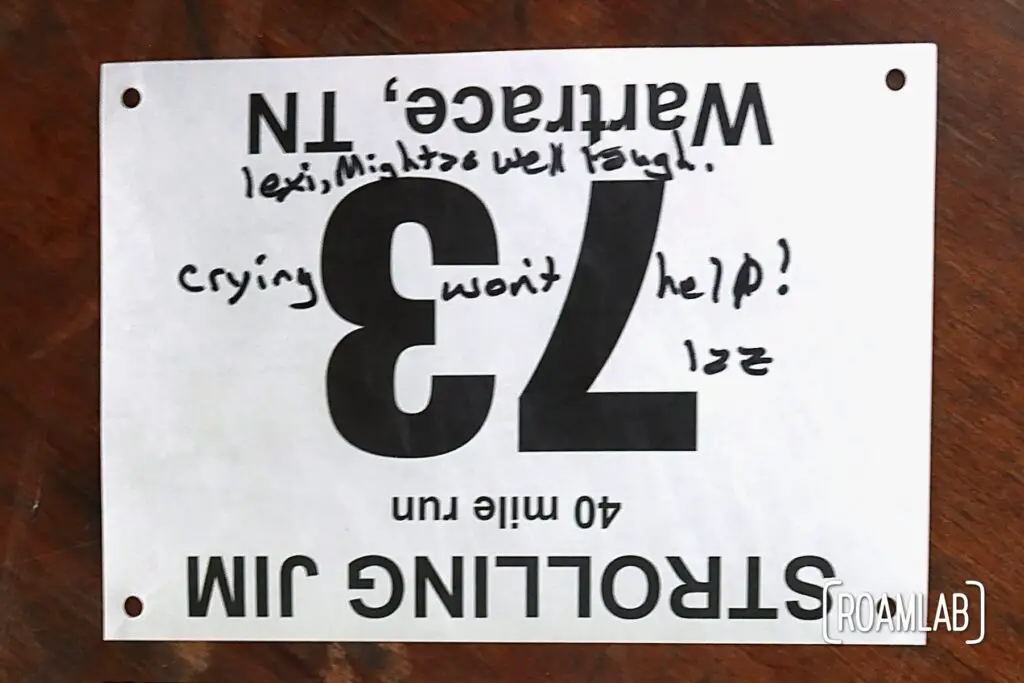 STROLLING JIM
40 mile run
73
Wartrace, TN
lexi, Might as well laugh.
crying won't help!
laz
ROAMLAB